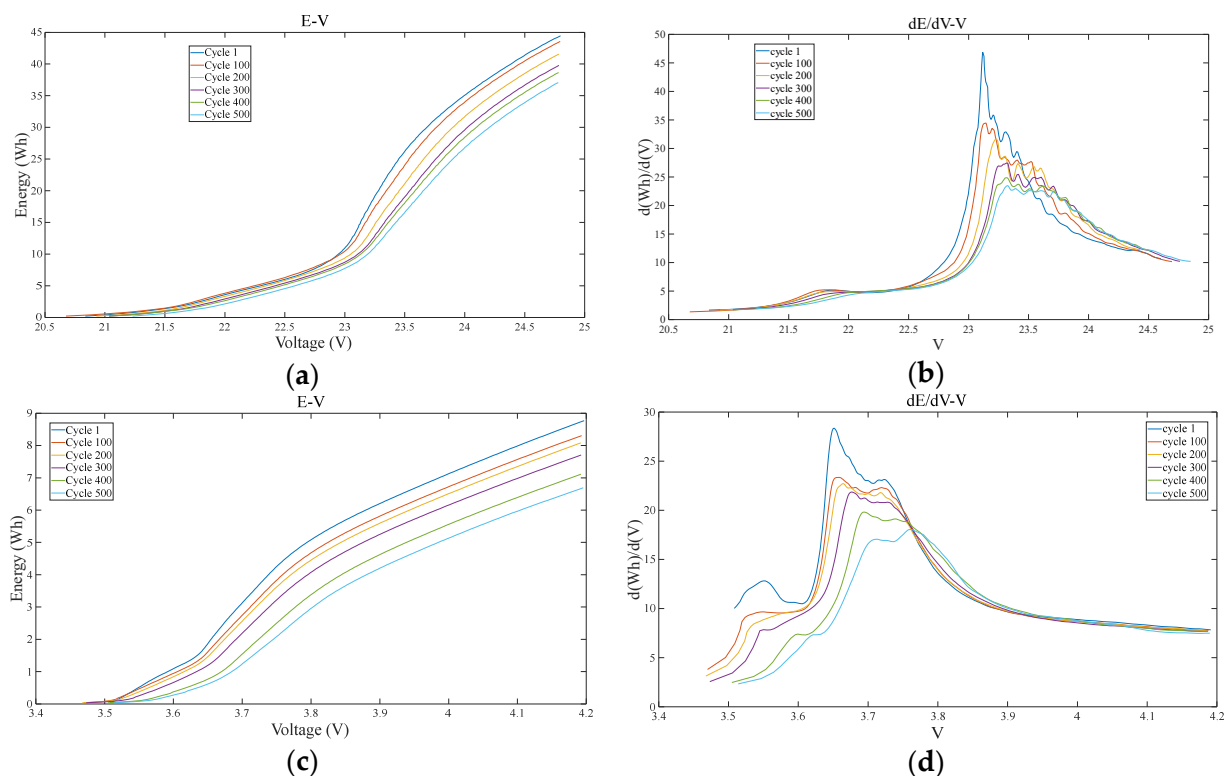 E-V
Energy (Wh)
45
40
35
30
25
20
15
10
5
0
Cycle 1
Cycle 100
Cycle 200
Cycle 300
Cycle 400
Cycle 500
20.5 21 21.5 22 22.5 23 23.5 24 24.5 25
Voltage (V)
(a)
dE/dV-V
d(Wh)/d(V)
50
45
40
35
30
25
20
15
10
5
0
cycle 1
cycle 100
cycle 200
cycle 300
cycle 400
cycle 500
20.5 21 21.5 22 22.5 23 23.5 24 24.5 25
V
(b)
E-V
Energy (Wh)
9
8
7
6
5
4
3
2
1
0
Cycle 1
Cycle 100
Cycle 200
Cycle 300
Cycle 400
Cycle 500
3.4 3.5 3.6 3.7 3.8 3.9 4 4.1 4.2
Voltage (V)
(c)
dE/dV-V
d(Wh)/d(V)
30
25
20
15
10
5
0
cycle 1
cycle 100
cycle 200
cycle 300
cycle 400
cycle 500
3.4 3.5 3.6 3.7 3.8 3.9 4 4.1 4.2
V
(d)